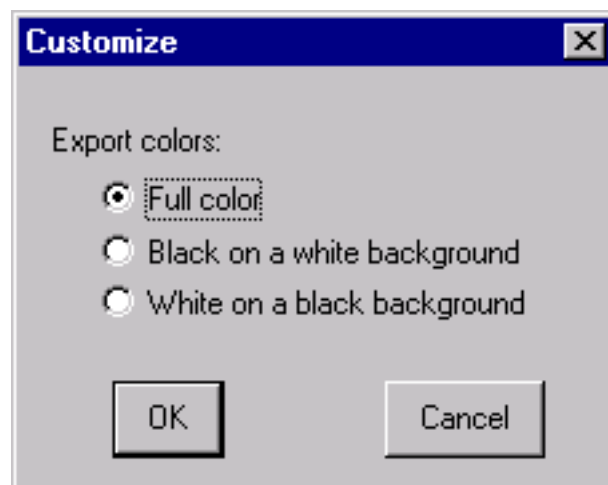 Customize
Export colors:
Full color
Black on a white background
White on a black background
OK Cancel